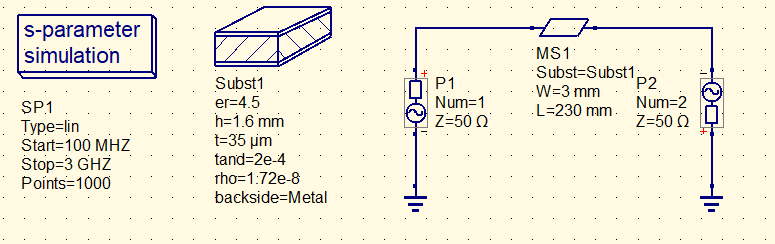 s-parameter
simulation
SP1
Type=lin
Start=100 MHZ
Stop=3 GHZ
Points=1000
Subst1
er=4.5
h=1.6 mm
t=35 µm
tand=2e-4
rho=1.72e-8
backside=Metal
P1
Num=1
Z=50 Ω
MS1
Subst=Subst1
W=3 mm
L=230 mm
P2
Num=2
Z=50 Ω